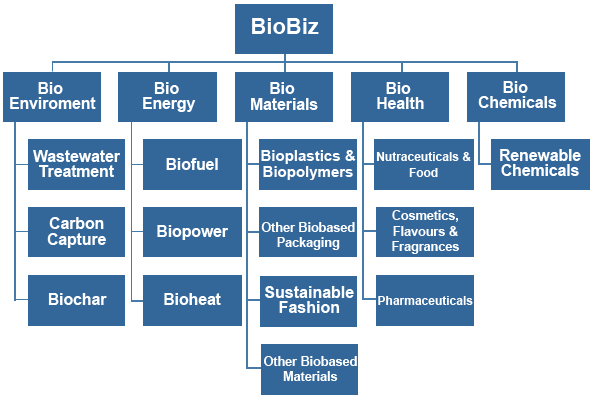 BioBiz
Bio
Enviroment
Bio
Energy
Bio
Materials
Bio
Health
Bio
Chemicals
Wastewater
Treatment
Biofuel
Bioplastics &
Biopolymers
Nutraceuticals &
Food
Renewable
Chemicals
Carbon
Capture
Biopower
Other Biobased
Packaging
Cosmetics,
Flavours &
Fragrances
Biochar
Bioheat
Sustainable
Fashion
Pharmaceuticals
Other Biobased
Materials